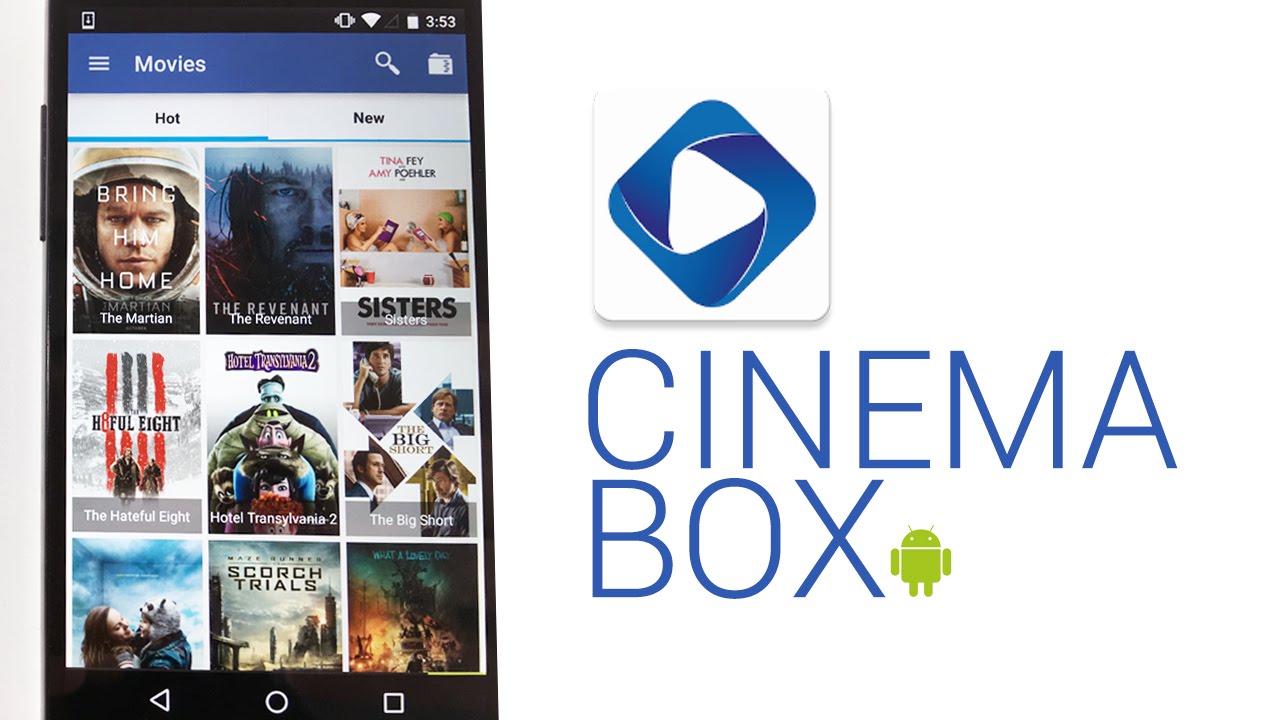 3:53
Movies
Hot
New
BRING
HIM
HOME
THE MARTIAN
The Martian
THE REVENANT
The Revenant
TINA FEY
AMY POEHLER
SISTERS
Sisters
THE
H8FUL EIGHT
The Hateful Eight
HOTEL TRANSYLVANIA 2
Hotel Transylvania 2
THE
BIG
SHORT
The Big Short
MAZE RUNNER
SCORCH
TRIALS
WHAT A LOVELY DAY
CINEMA
BOX